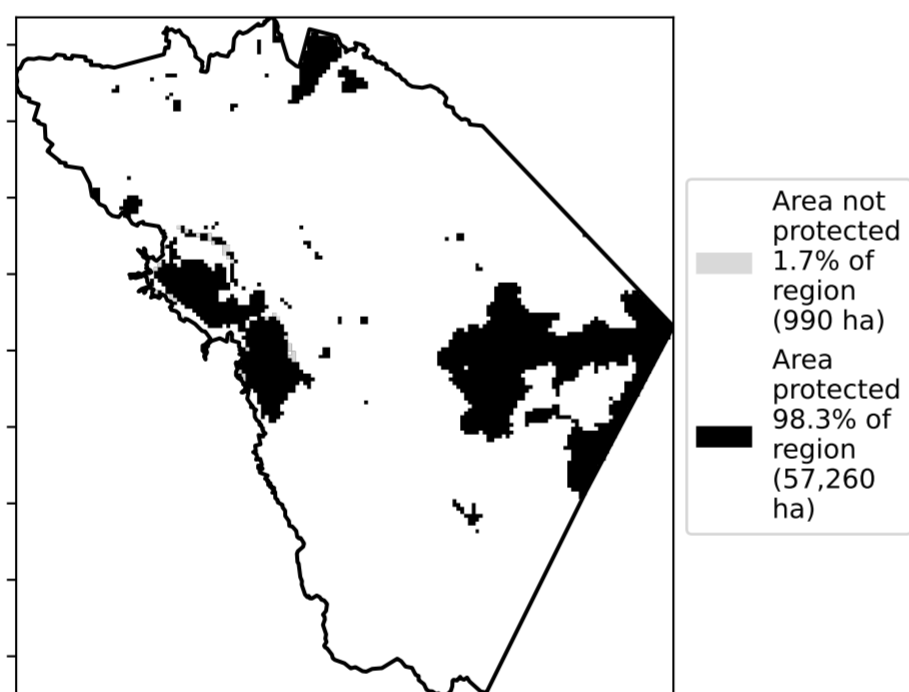 Area not
protected
1.7% of
region
(990 ha)
Area
protected
98.3% of
region
(57,260
ha)